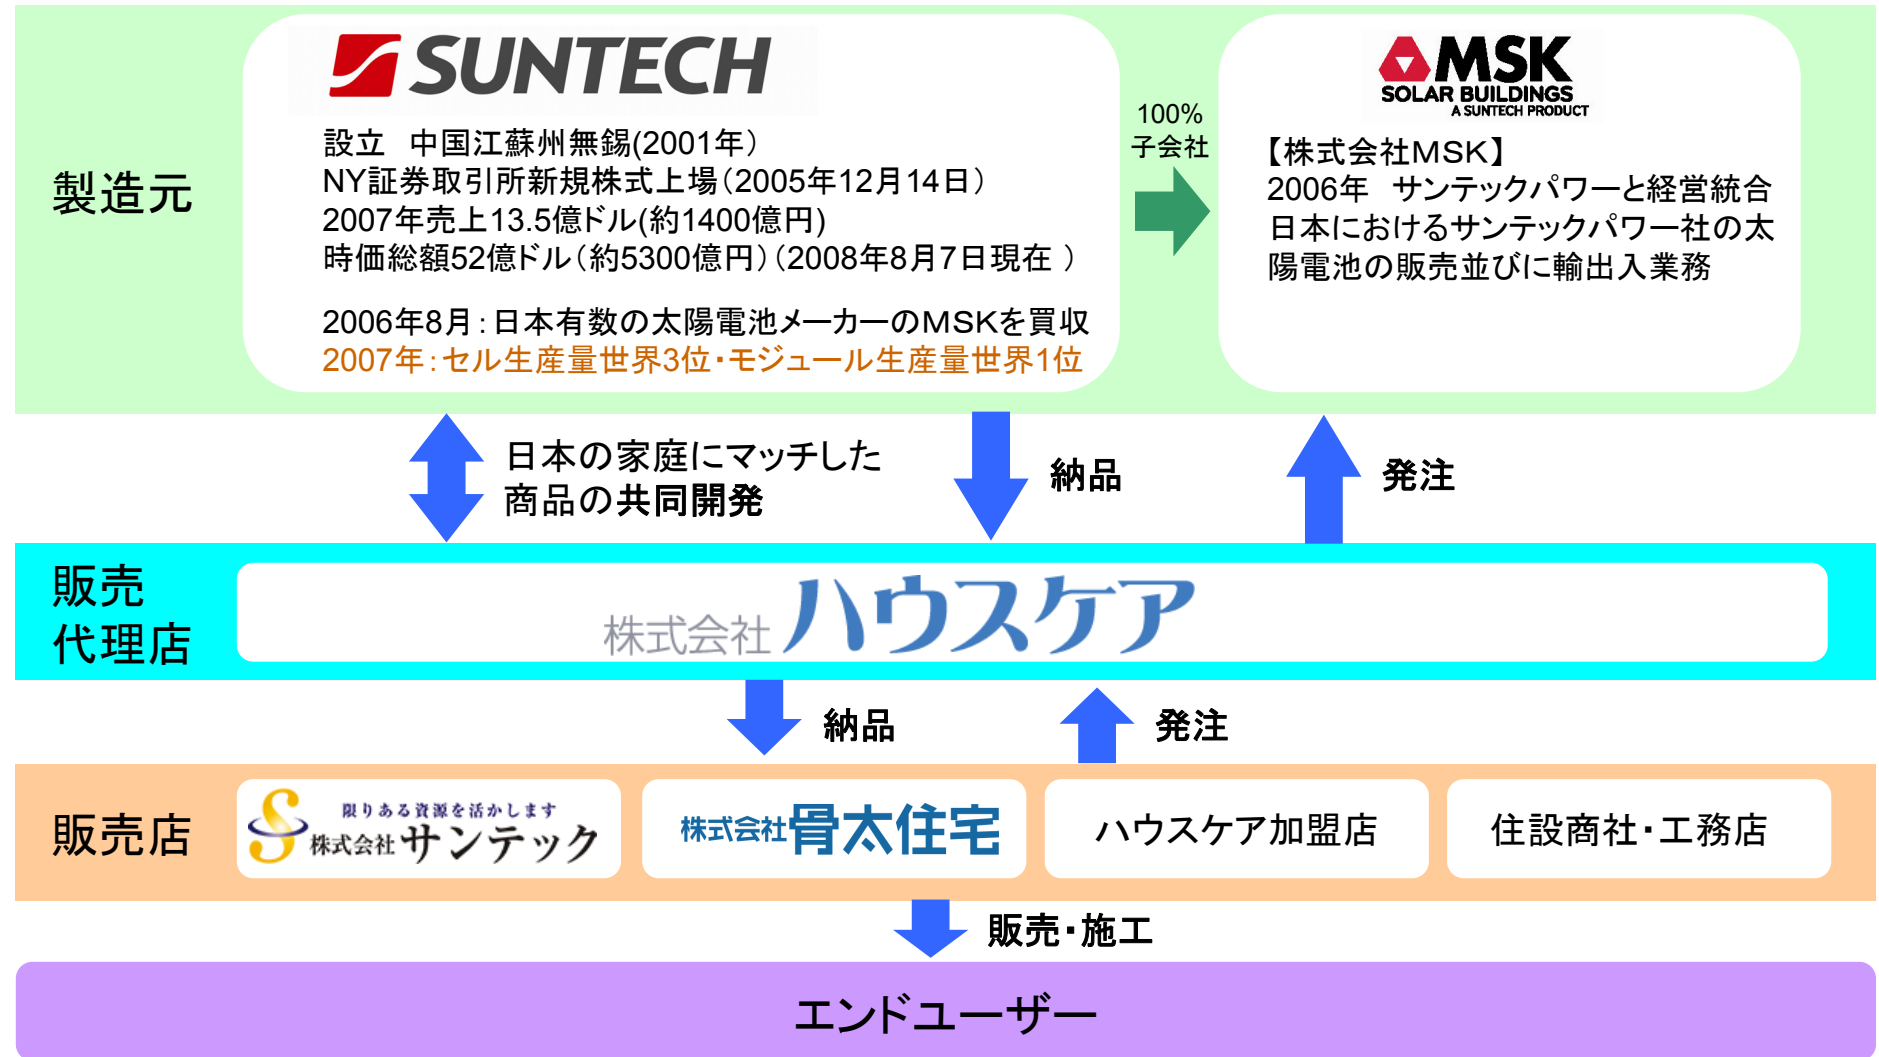 製造元
SUNTECH
設立　中国江蘇州無錫(2001年）
NY証券取引所新規株式上場（2005年12月14日）
2007年売上13.5億ドル(約1400億円)
時価総額52億ドル（約5300億円）（2008年8月7日現在 ）
2006年8月：日本有数の太陽電池メーカーのＭＳＫを買収
2007年：セル生産量世界3位・モジュール生産量世界1位
100%
子会社
MSK
SOLAR BUILDINGS
A SUNTECH PRODUCT
【株式会社ＭＳＫ】
2006年　サンテックパワーと経営統合
日本におけるサンテックパワー社の太
陽電池の販売並びに輸出入業務
日本の家庭にマッチした
商品の共同開発
納品
発注
販売
代理店
株式会社ハウスケア
納品
発注
販売店
限りある資源を活かします
株式会社サンテック
株式会社骨太住宅
ハウスケア加盟店
住設商社・工務店
販売・施工
エンドユーザー